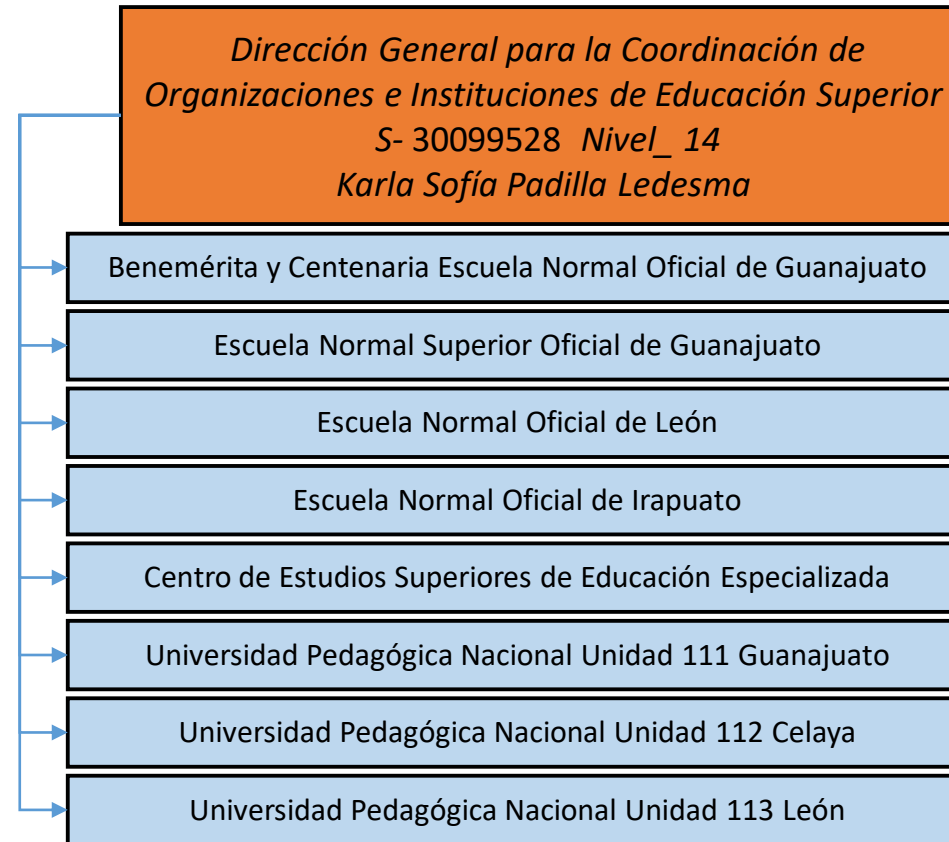 Dirección General para la Coordinación de
Organizaciones e Instituciones de Educación Superior
S- 30099528 Nivel_ 14
Karla Sofía Padilla Ledesma
Benemérita y Centenaria Escuela Normal Oficial de Guanajuato
Escuela Normal Superior Oficial de Guanajuato
Escuela Normal Oficial de León
Escuela Normal Oficial de Irapuato
Centro de Estudios Superiores de Educación Especializada
Universidad Pedagógica Nacional Unidad 111 Guanajuato
Universidad Pedagógica Nacional Unidad 112 Celaya
Universidad Pedagógica Nacional Unidad 113 León